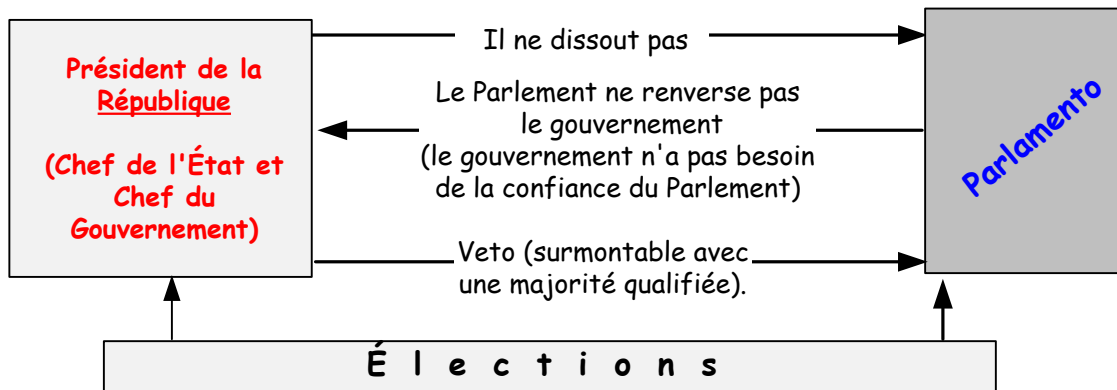 Président de la
République
(Chef de l'État et
Chef du
Gouvernement)
Il ne dissout pas
Le Parlement ne renverse pas
le gouvernement
(le gouvernement n'a pas besoin
de la confiance du Parlement)
Veto (surmontable avec
une majorité qualifiée).
Parlamento
Élections